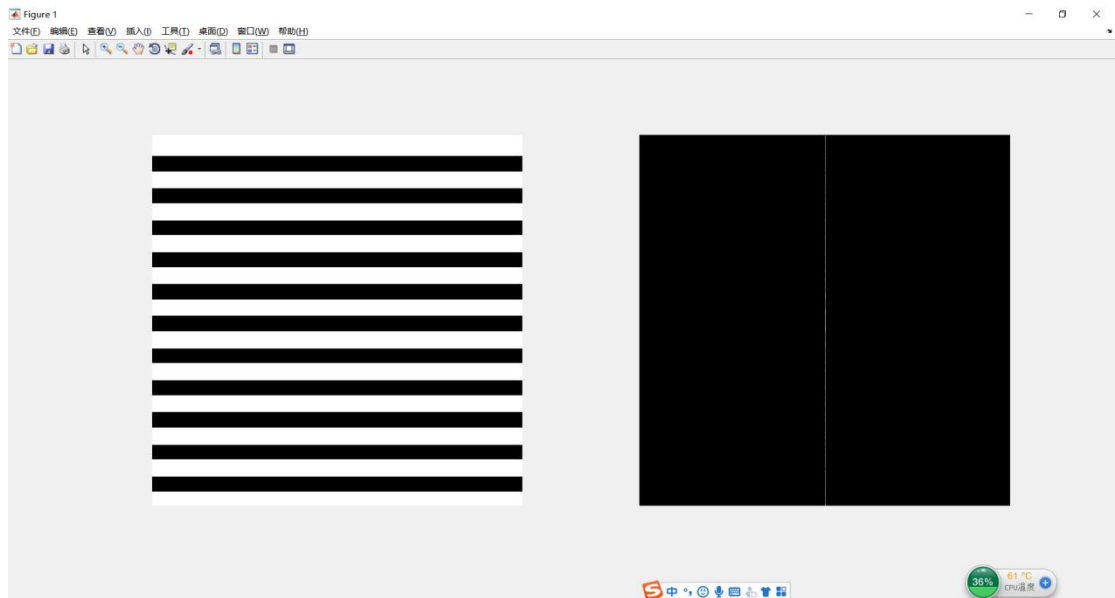 Figure 1
文件(F) 编辑(E) 查看(V) 插入(I) 工具(T) 桌面(D) 窗口(W) 帮助(H)
中
36%
61 °C
CPU温度